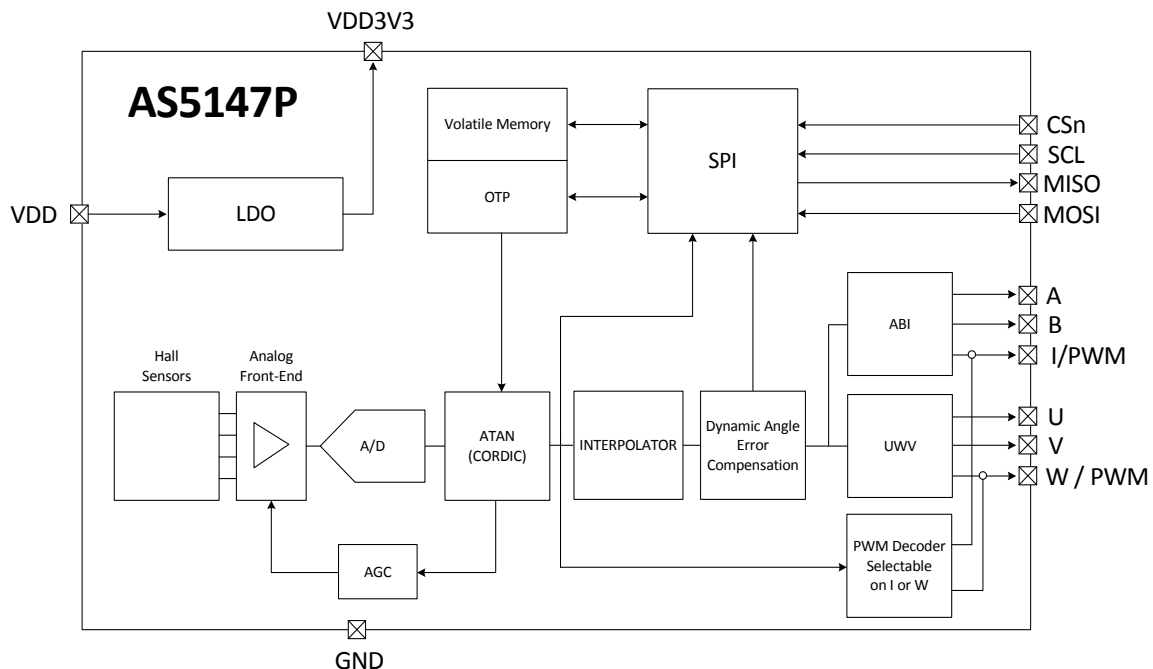 VDD3V3
AS5147P
Volatile Memory
OTP
SPI
CSn
SCL
MISO
MOSI
VDD
LDO
A
B
I/PWM
ABI
Hall
Sensors
Analog
Front-End
A/D
ATAN
(CORDIC)
INTERPOLATOR
Dynamic Angle
Error
Compensation
UWV
U
V
W / PWM
AGC
PWM Decoder
Selectable
on I or W
GND